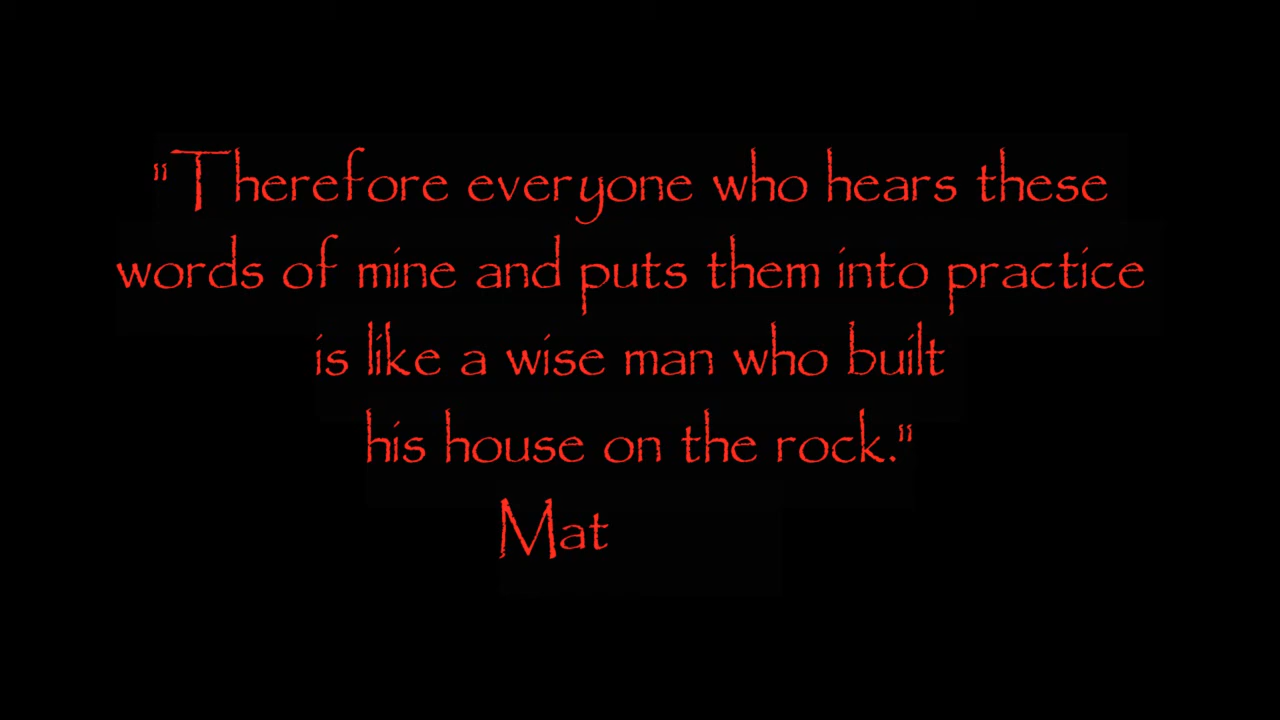 "Therefore everyone who hears these
words of mine and puts them into practice
is like a wise man who built
his house on the rock."
Mat